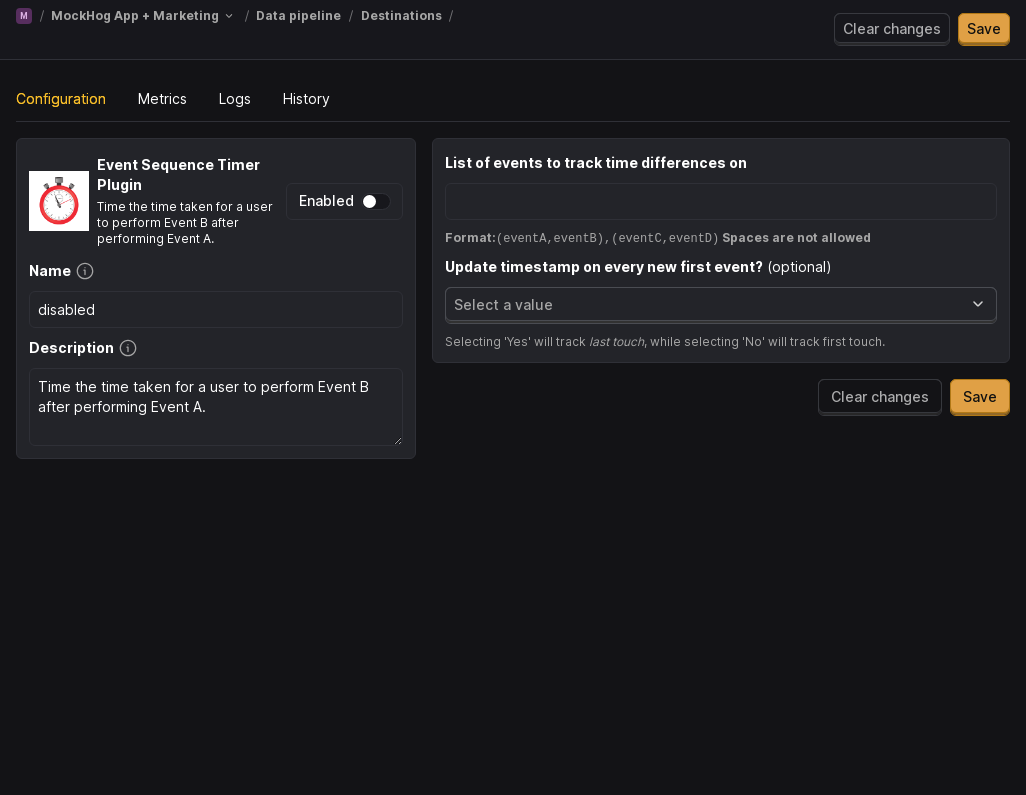 M / MockHog App + Marketing / Data pipeline / Destinations /
Clear changes Save
Configuration Metrics Logs History
Event Sequence Timer
Plugin
Time the time taken for a user
to perform Event B after
performing Event A.
Enabled
Name
disabled
Description
Time the time taken for a user to perform Event B
after performing Event A.
List of events to track time differences on
Format:(eventA,eventB),(eventC,eventD) Spaces are not allowed
Update timestamp on every new first event? (optional)
Select a value
Selecting 'Yes' will track last touch, while selecting 'No' will track first touch.
Clear changes Save